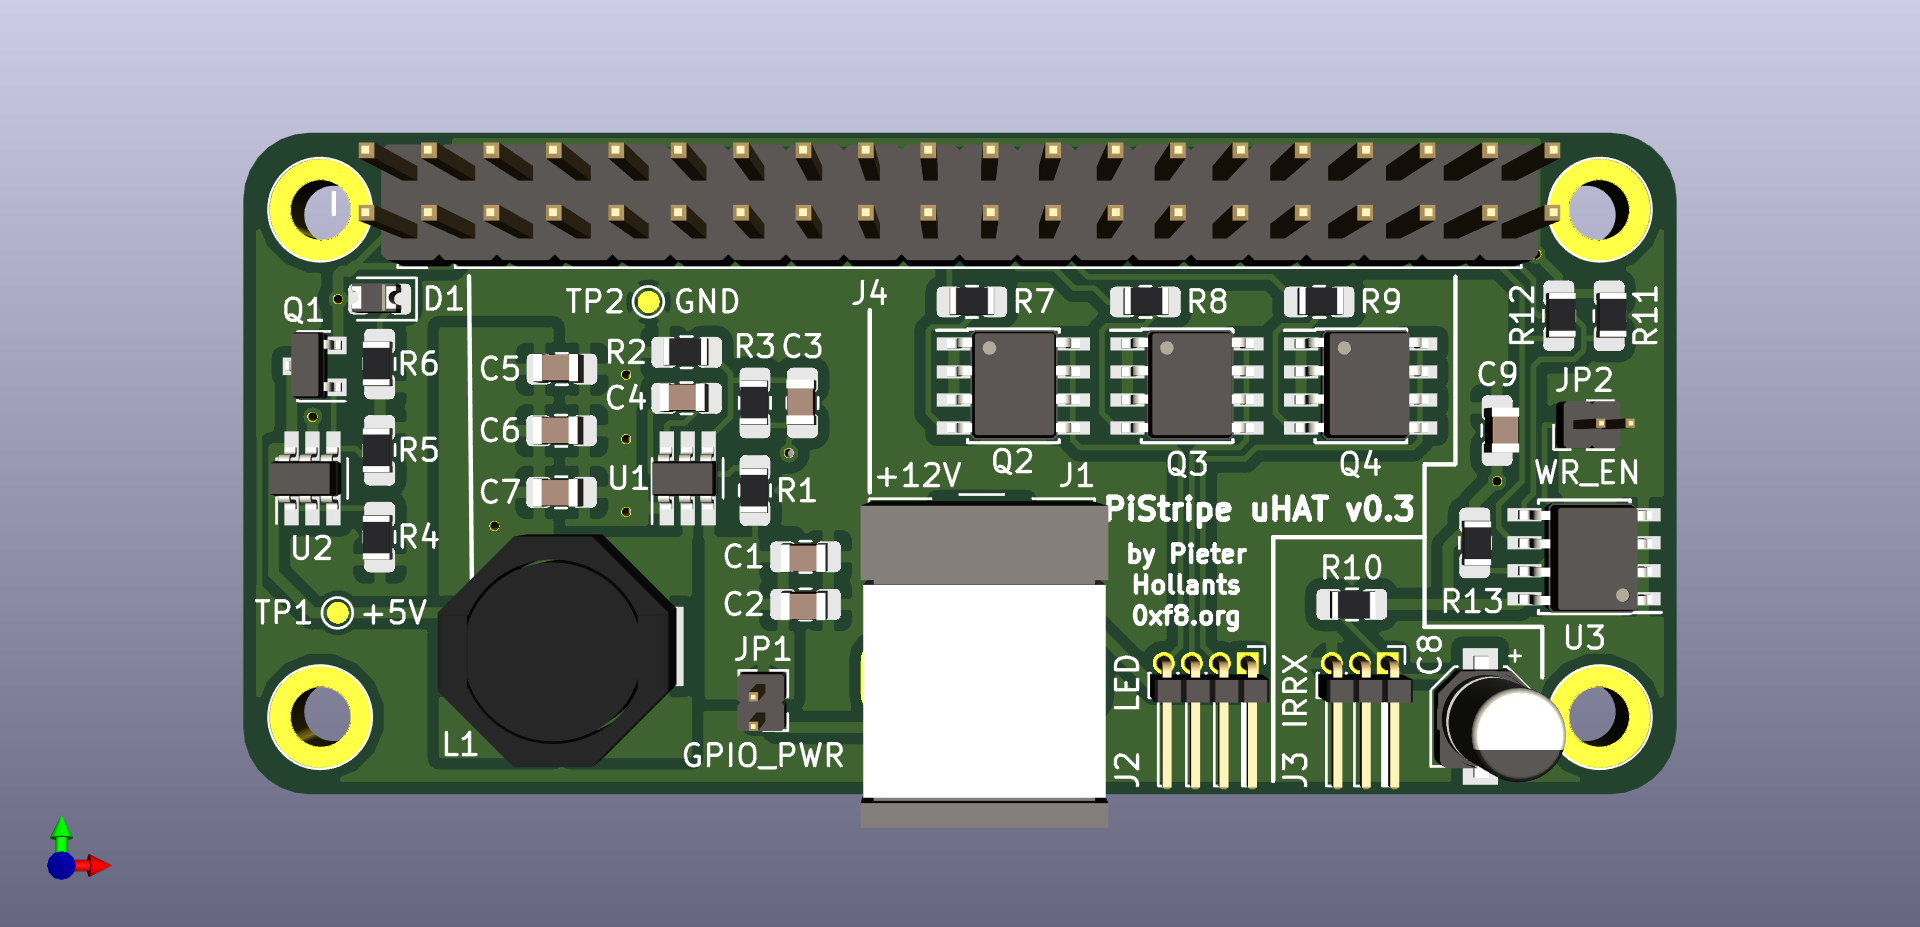 Q1
D1
TP2
GND
J4
R7
R8
R9
R12
R11
R6
C5
R2
R3
C3
C4
C9
JP2
R5
C6
C7
U1
R1
+12V
J1
Q2
Q3
Q4
WR_EN
PiStripe uHAT v0.3
by Pieter
Hollants
0xf8.org
U2
R4
C1
C2
R10
R13
U3
TP1
+5V
JP1
LED
IRRX
C8
+
L1
GPIO_PWR
J2
J3